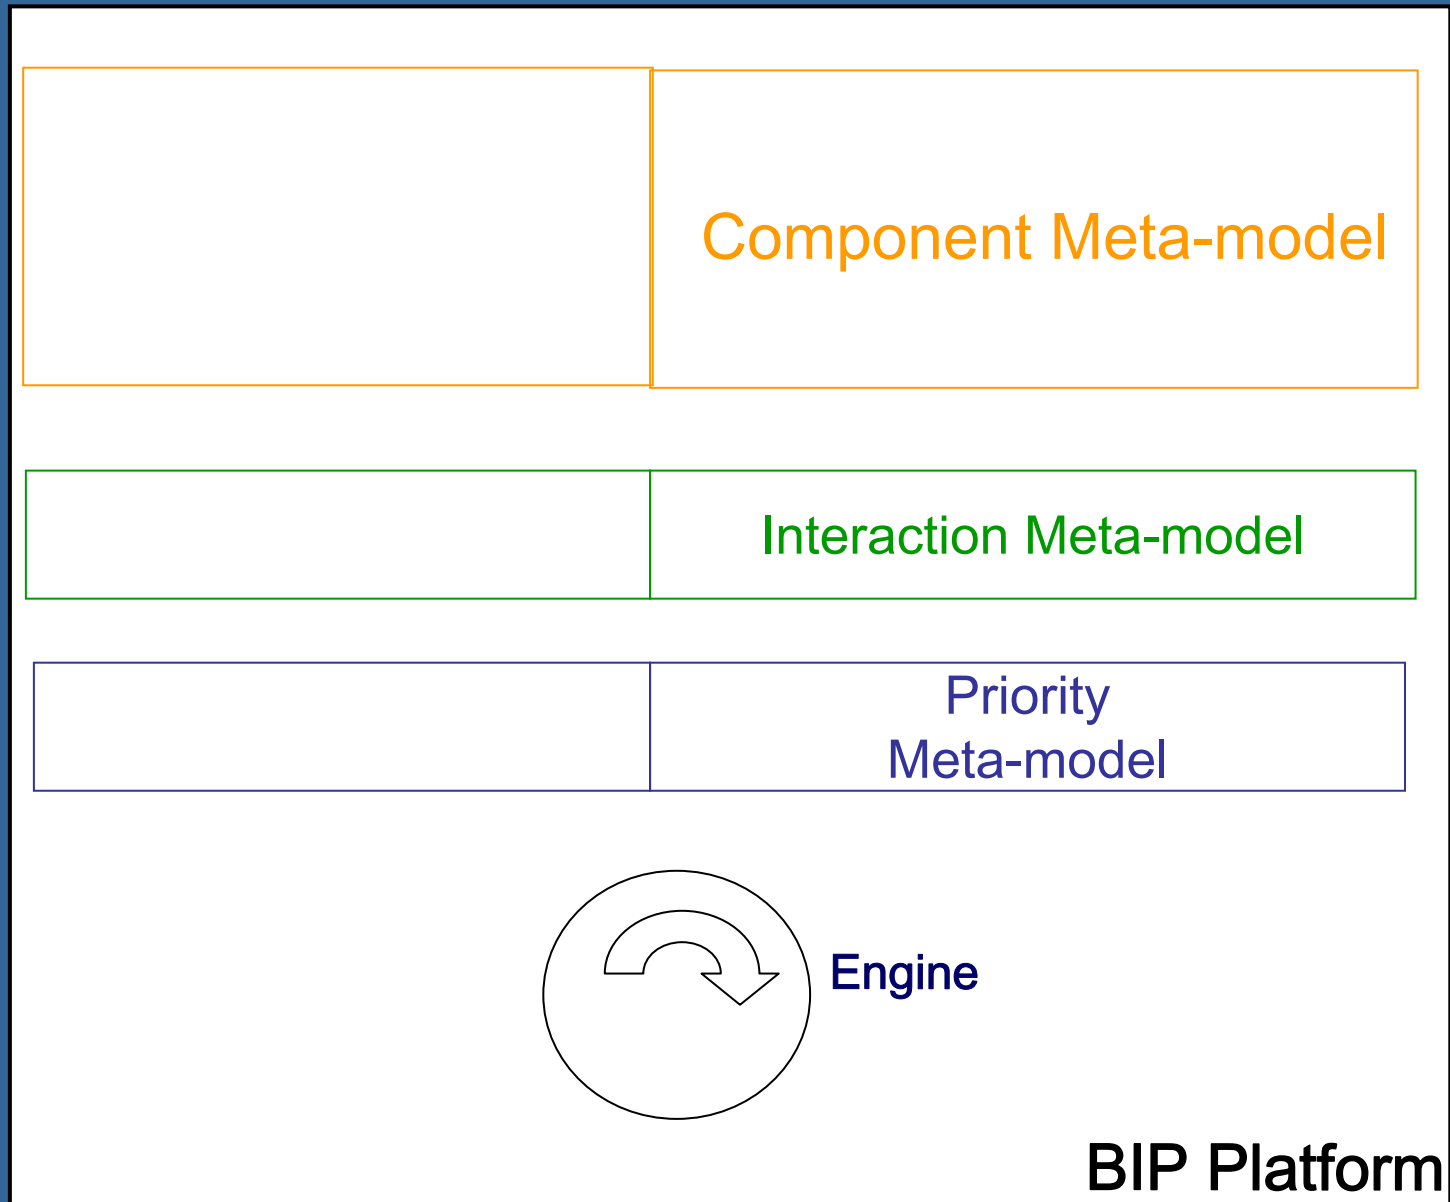 Component Meta-model
Interaction Meta-model
Priority
Meta-model
Engine
BIP Platform